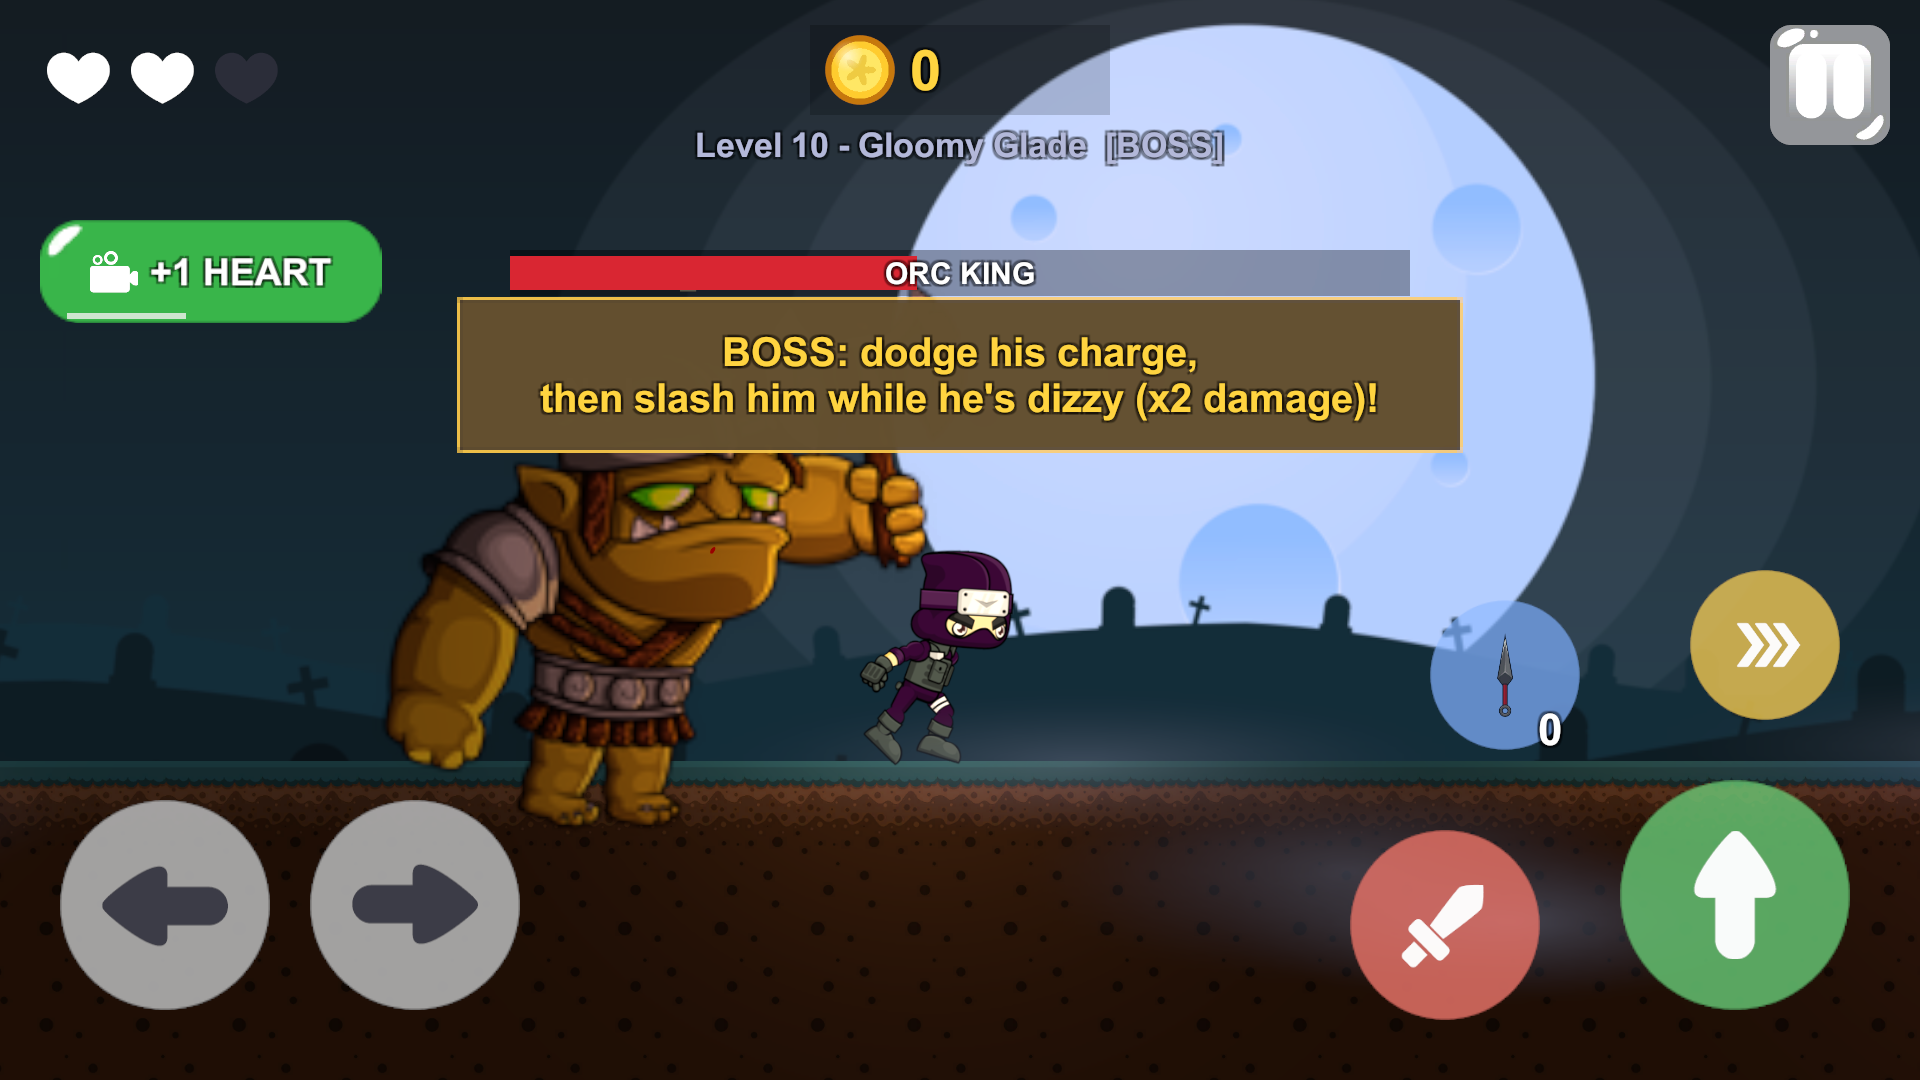 0
Level 10 - Gloomy Glade [BOSS]
+1 HEART
ORC KING
BOSS: dodge his charge,
then slash him while he's dizzy (x2 damage)!
0